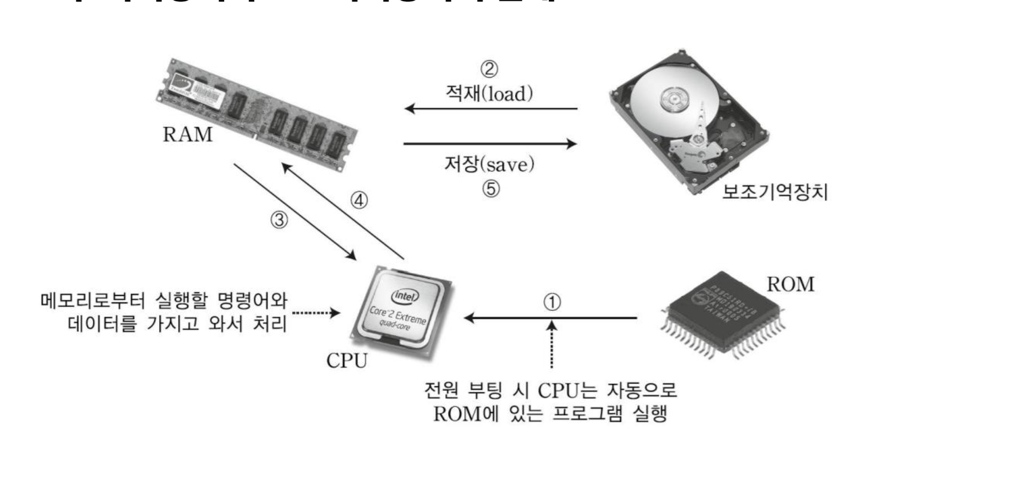 ②
적재(load)
RAM
저장(save)
⑤
보조기억장치
③
④
메모리로부터 실행할 명령어와
데이터를 가지고 와서 처리
intel
Core 2 Extreme
quad-core
CPU
①
ROM
전원 부팅 시 CPU는 자동으로
ROM에 있는 프로그램 실행